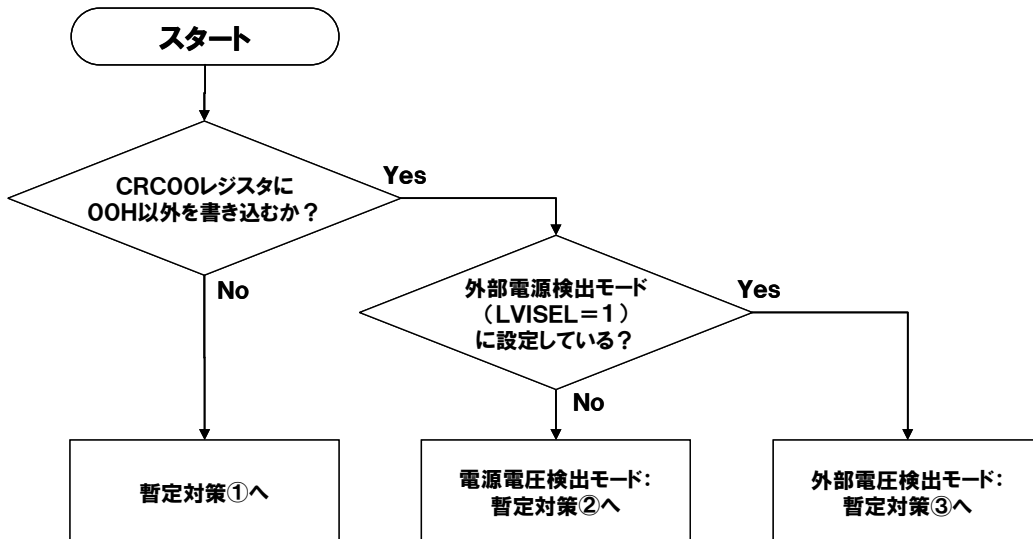 スタート
CRC00レジスタに
00H以外を書き込むか？
Yes
No
外部電源検出モード
（LVISEL＝1）
に設定している？
Yes
No
暫定対策①へ
電源電圧検出モード：
暫定対策②へ
外部電圧検出モード：
暫定対策③へ